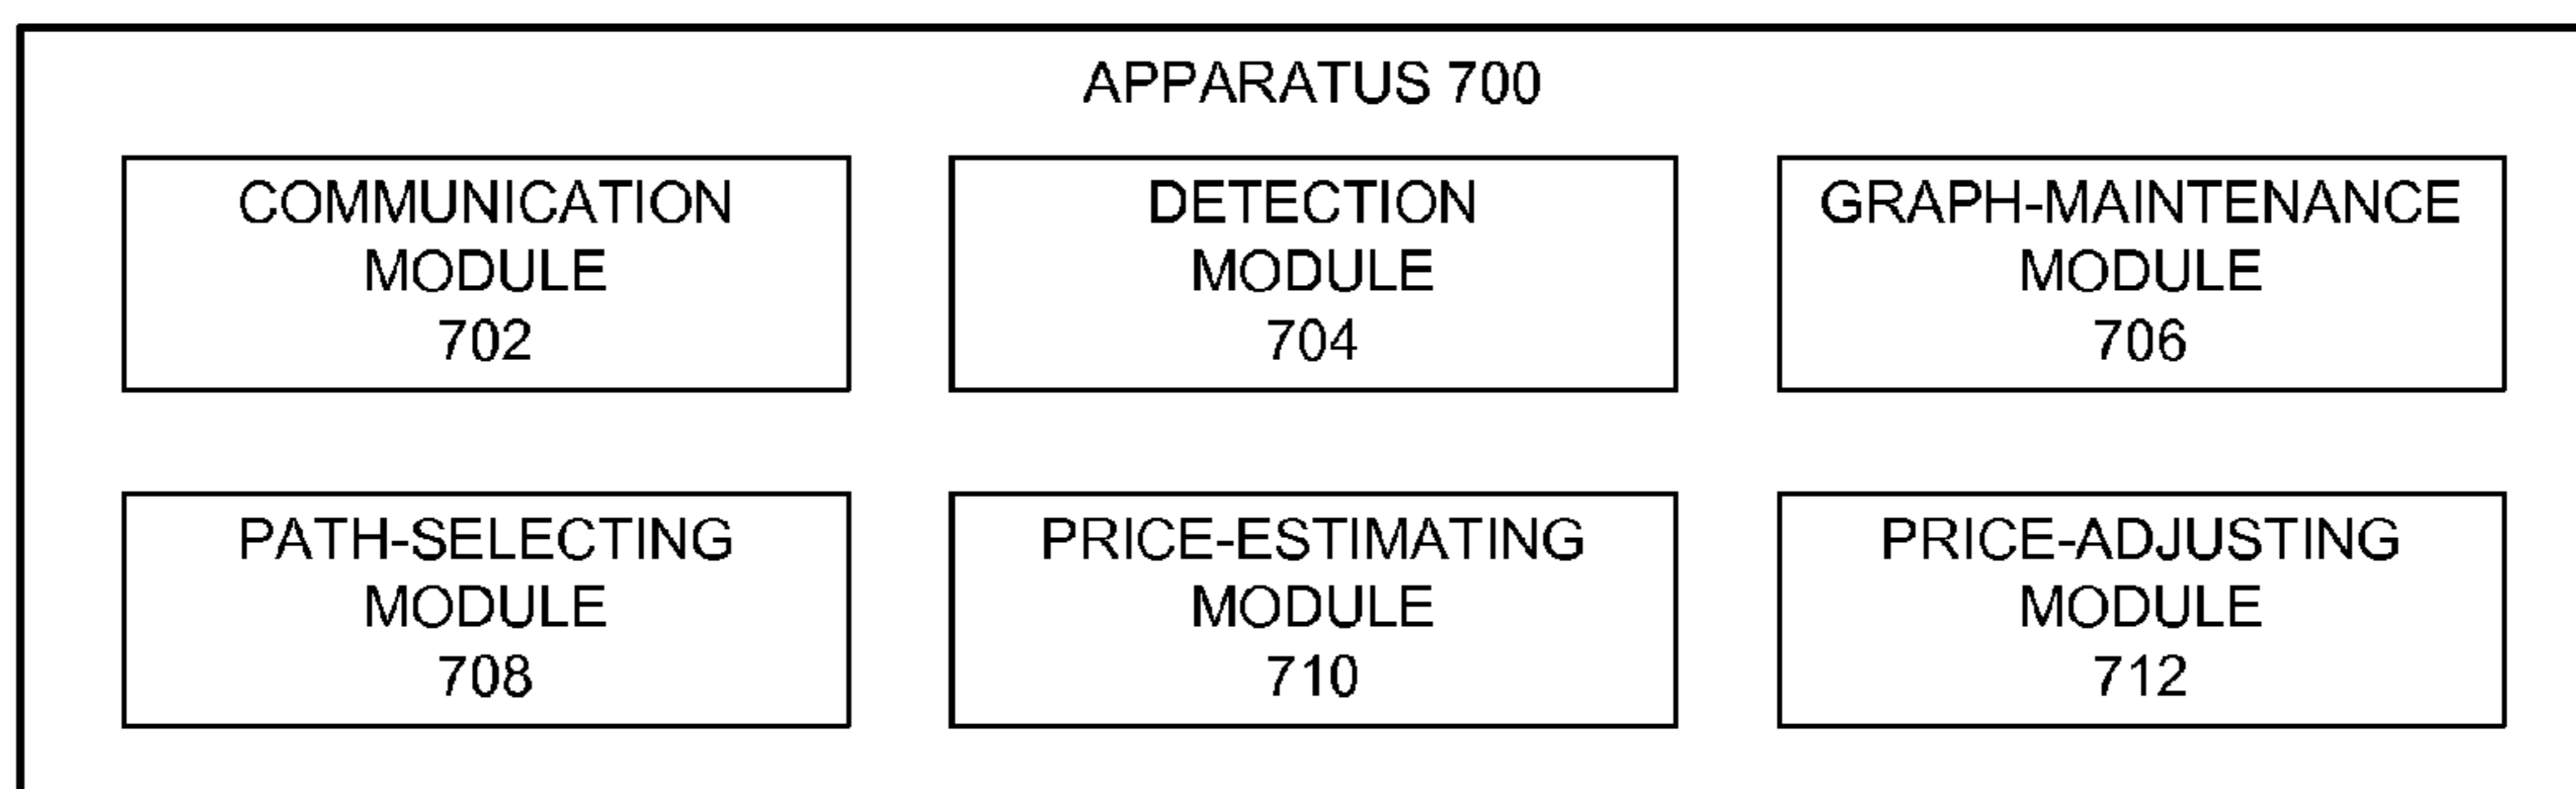 APPARATUS 700
COMMUNICATION
MODULE
702
DETECTION
MODULE
704
GRAPH-MAINTENANCE
MODULE
706
PATH-SELECTING
MODULE
708
PRICE-ESTIMATING
MODULE
710
PRICE-ADJUSTING
MODULE
712